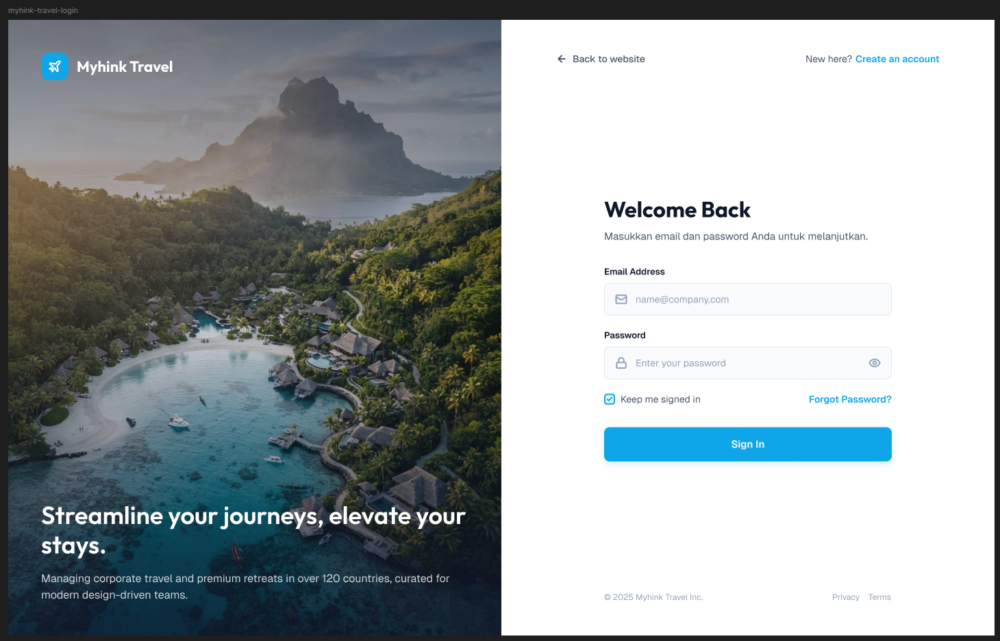 myhink-travel-login
Myhink Travel
Streamline your journeys, elevate your
stays.
Managing corporate travel and premium retreats in over 120 countries, curated for
modern design-driven teams.
Back to website
New here? Create an account
Welcome Back
Masukkan email dan password Anda untuk melanjutkan.
Email Address
name@company.com
Password
Enter your password
Keep me signed in
Forgot Password?
Sign In
© 2025 Myhink Travel Inc.
Privacy Terms